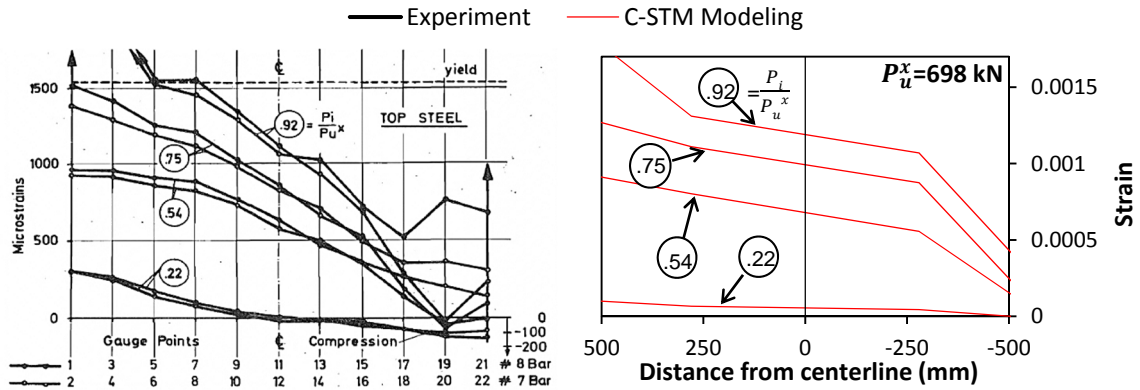 Experiment
C-STM Modeling
℄
yield
1500
.92 = Pi
Pu^x
TOP STEEL
1000
.75
Microstrains
.54
500
.22
0
0
Gauge Points
℄
Compression
-100
-200
1 3 5 7 9 11 13 15 17 19 21 # 8 Bar
2 4 6 8 10 12 14 16 18 20 22 # 7 Bar
P_u^x=698 kN
0.0015
.92 = P_i
P_u^x
.75
0.001
Strain
0.0005
.54
.22
0
500 250 0 -250 -500
Distance from centerline (mm)